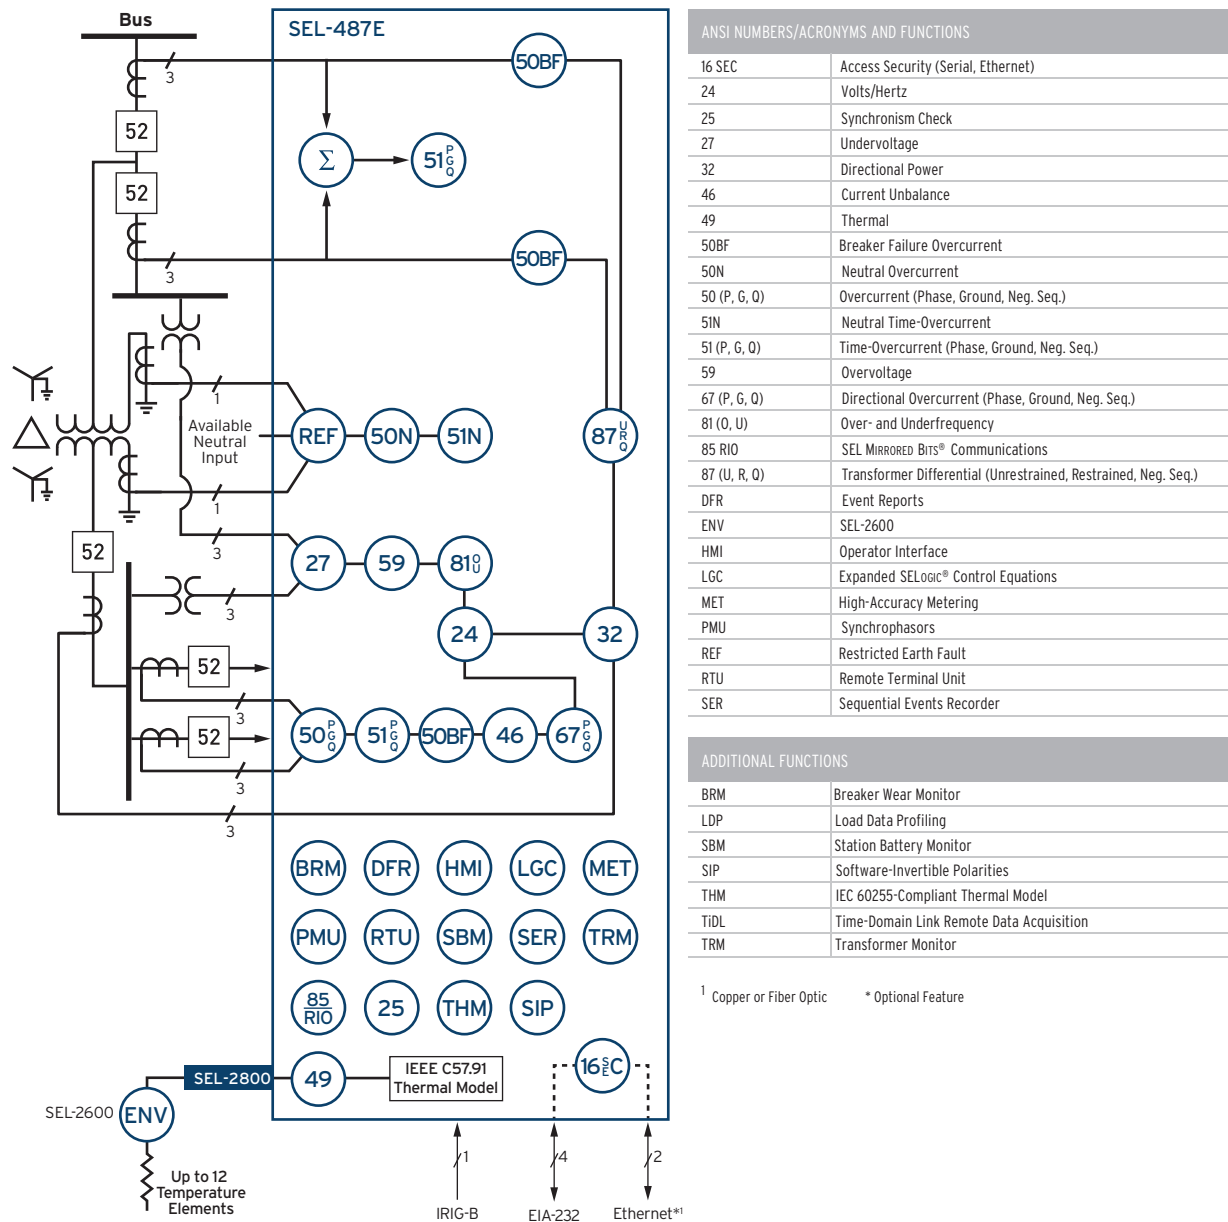 Bus
SEL-487E
3
50BF
52
Σ
51 P G Q
52
50BF
3
1
Available
Neutral
Input
REF
50N
51N
87 U R Q
1
52
3
27
59
81 O U
3
24
32
52
3
50 P G Q
51 P G Q
50BF
46
67 P G Q
52
3
3
BRM
DFR
HMI
LGC
MET
PMU
RTU
SBM
SER
TRM
85
RIO
25
THM
SIP
SEL-2800
49
IEEE C57.91
Thermal Model
16 S E C
SEL-2600
ENV
Up to 12
Temperature
Elements
1
4
2
IRIG-B
EIA-232
Ethernet*1
ANSI NUMBERS/ACRONYMS AND FUNCTIONS
16 SEC Access Security (Serial, Ethernet)
24 Volts/Hertz
25 Synchronism Check
27 Undervoltage
32 Directional Power
46 Current Unbalance
49 Thermal
50BF Breaker Failure Overcurrent
50N Neutral Overcurrent
50 (P, G, Q) Overcurrent (Phase, Ground, Neg. Seq.)
51N Neutral Time-Overcurrent
51 (P, G, Q) Time-Overcurrent (Phase, Ground, Neg. Seq.)
59 Overvoltage
67 (P, G, Q) Directional Overcurrent (Phase, Ground, Neg. Seq.)
81 (O, U) Over- and Underfrequency
85 RIO SEL MIRRORED BITS® Communications
87 (U, R, Q) Transformer Differential (Unrestrained, Restrained, Neg. Seq.)
DFR Event Reports
ENV SEL-2600
HMI Operator Interface
LGC Expanded SELOGIC® Control Equations
MET High-Accuracy Metering
PMU Synchrophasors
REF Restricted Earth Fault
RTU Remote Terminal Unit
SER Sequential Events Recorder
ADDITIONAL FUNCTIONS
BRM Breaker Wear Monitor
LDP Load Data Profiling
SBM Station Battery Monitor
SIP Software-Invertible Polarities
THM IEC 60255-Compliant Thermal Model
TiDL Time-Domain Link Remote Data Acquisition
TRM Transformer Monitor
1 Copper or Fiber Optic * Optional Feature